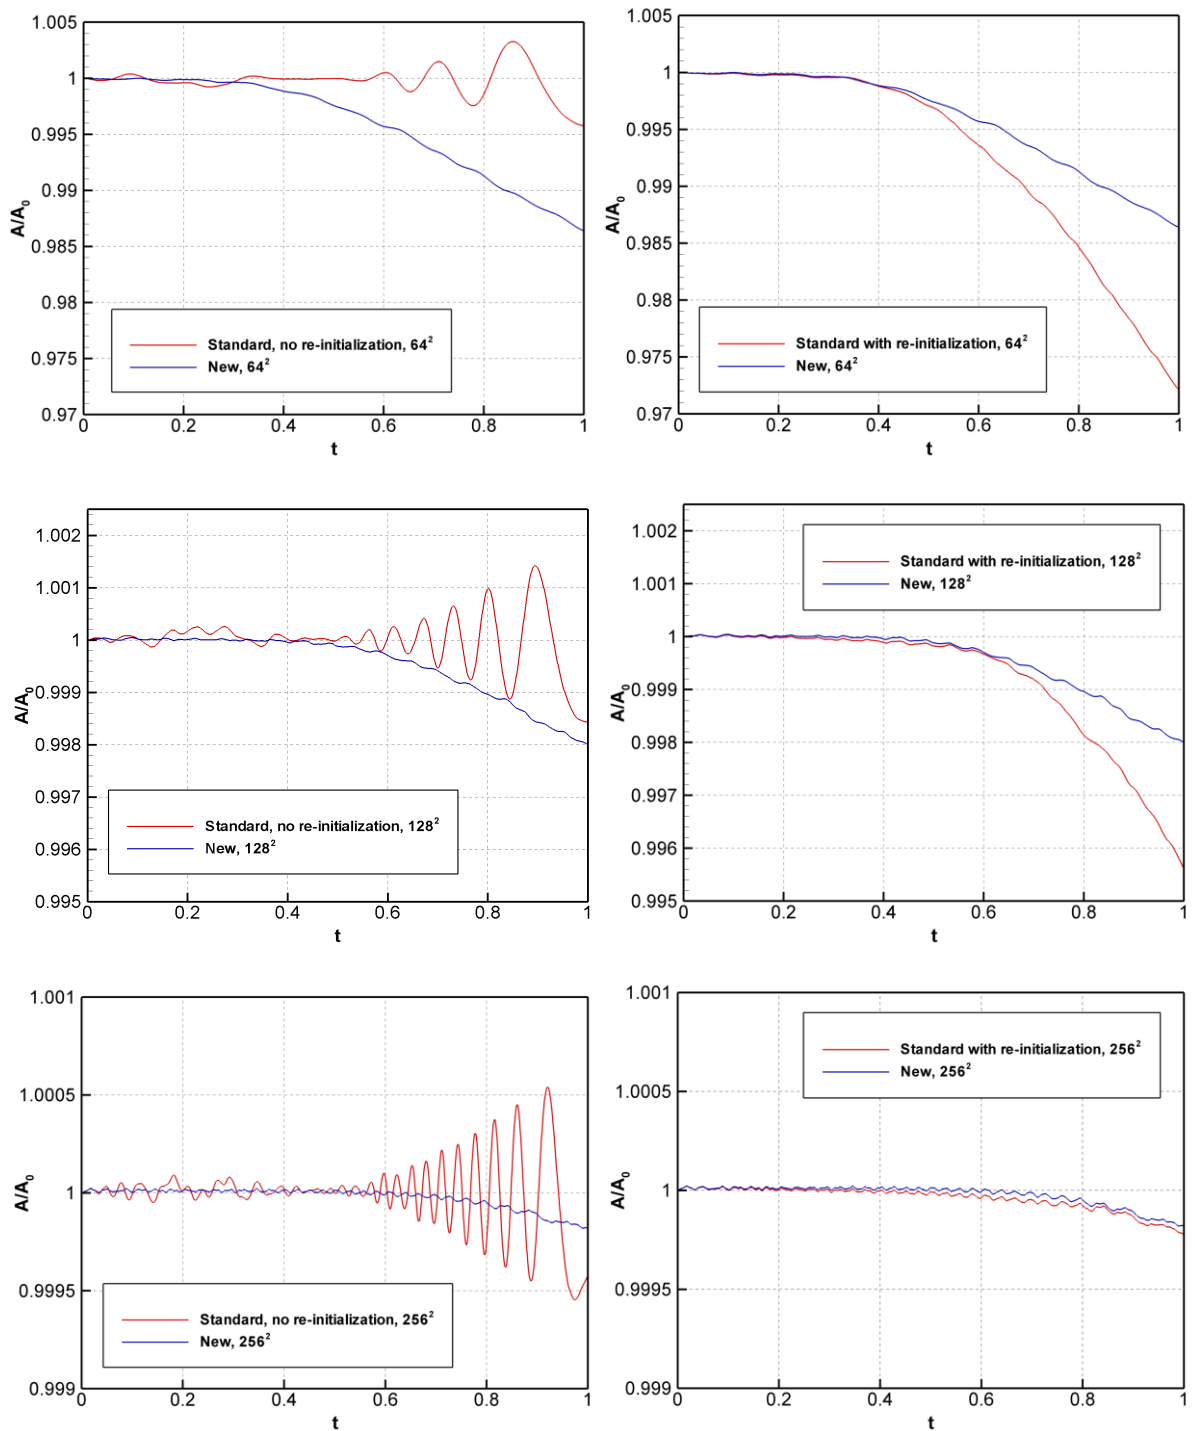 1.005
1
0.995
0.99
0.985
0.98
0.975
0.97
A/A₀
0 0.2 0.4 0.6 0.8 1
t
Standard, no re-initialization, 64²
New, 64²
1.005
1
0.995
0.99
0.985
0.98
0.975
0.97
A/A₀
0 0.2 0.4 0.6 0.8 1
t
Standard with re-initialization, 64²
New, 64²
1.002
1.001
1
0.999
0.998
0.997
0.996
0.995
A/A₀
0 0.2 0.4 0.6 0.8 1
t
Standard, no re-initialization, 128²
New, 128²
1.002
1.001
1
0.999
0.998
0.997
0.996
0.995
A/A₀
0 0.2 0.4 0.6 0.8 1
t
Standard with re-initialization, 128²
New, 128²
1.001
1.0005
1
0.9995
0.999
A/A₀
0 0.2 0.4 0.6 0.8 1
t
Standard, no re-initialization, 256²
New, 256²
1.001
1.0005
1
0.9995
0.999
A/A₀
0 0.2 0.4 0.6 0.8 1
t
Standard with re-initialization, 256²
New, 256²